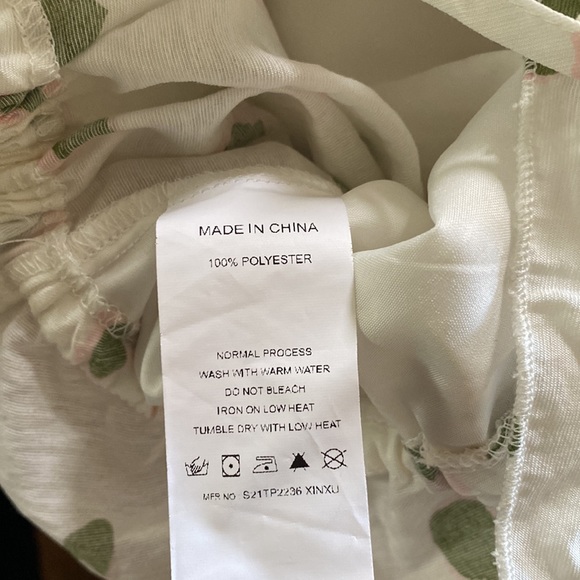 MADE IN CHINA
100% POLYESTER
NORMAL PROCESS
WASH WITH WARM WATER
DO NOT BLEACH
IRON ON LOW HEAT
TUMBLE DRY WITH LOW HEAT
MFR NO S21TP2236 XINXU